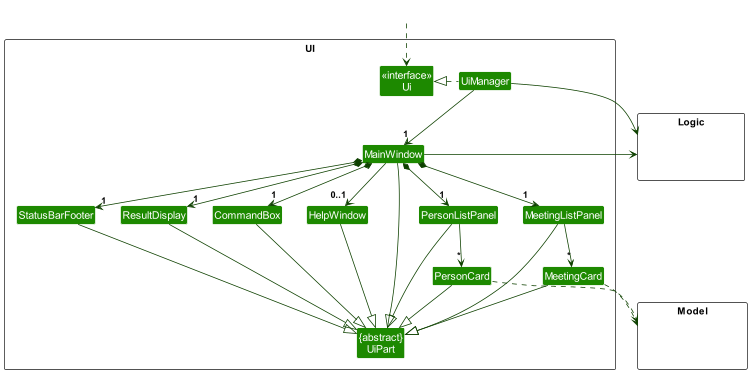 UI
«interface»
Ui
UiManager
Logic
1
MainWindow
1
1
1
0..1
1
1
StatusBarFooter
ResultDisplay
CommandBox
HelpWindow
PersonListPanel
MeetingListPanel
*
*
PersonCard
MeetingCard
Model
{abstract}
UiPart